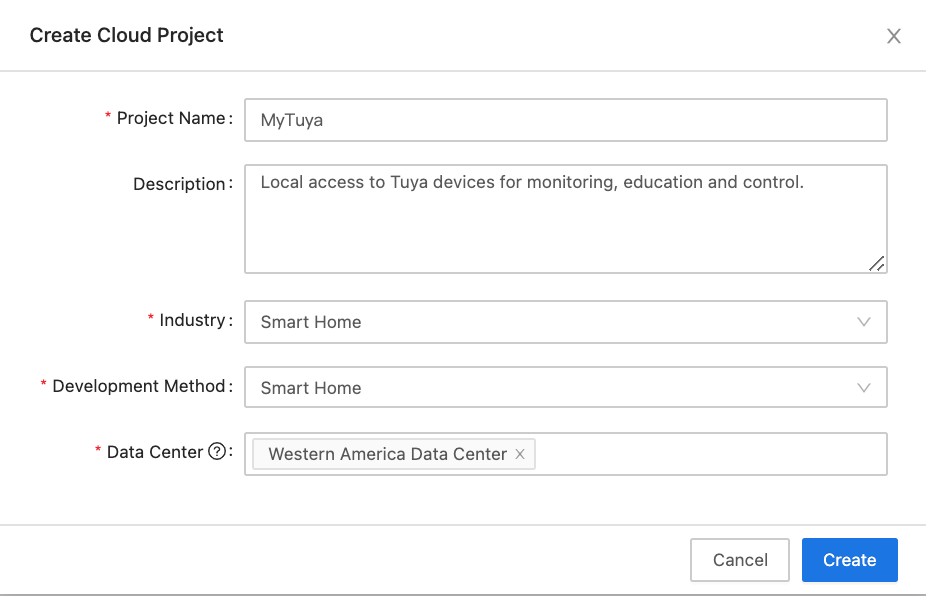 Create Cloud Project
* Project Name:
MyTuya
Description:
Local access to Tuya devices for monitoring, education and control.
* Industry:
Smart Home
* Development Method:
Smart Home
* Data Center ?:
Western America Data Center ×
Cancel
Create